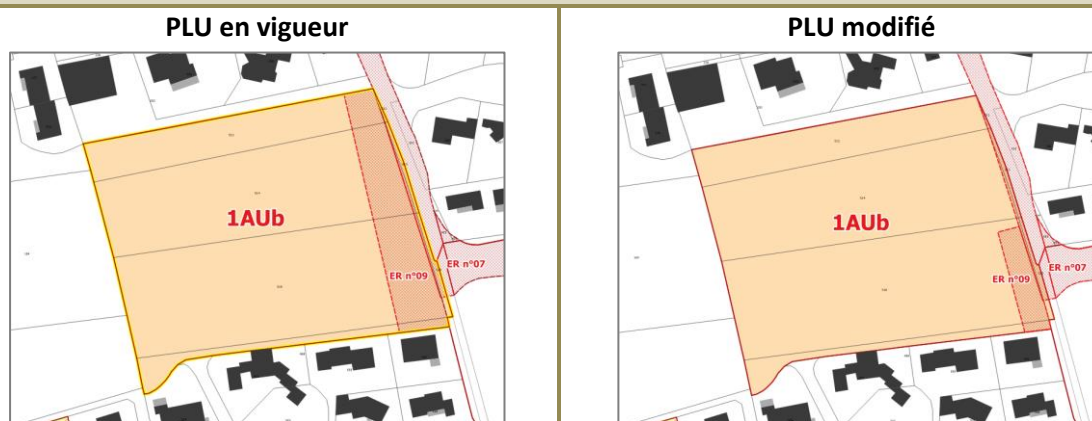 PLU en vigueur
PLU modifié
1AUb
ER n°09
ER n°07
1AUb
ER n°09
ER n°07